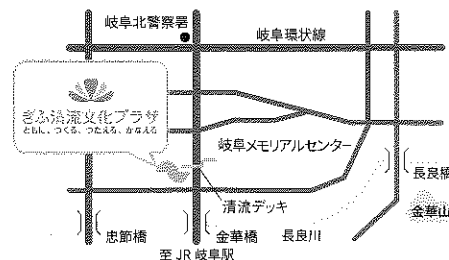 岐阜北警察署
岐阜環状線
ぎふ清流文化プラザ
ともに、つくる、つたえる、かなえる
岐阜メモリアルセンター
長良橋
清流デッキ
金華山
忠節橋
金華橋
長良川
至 JR 岐阜駅